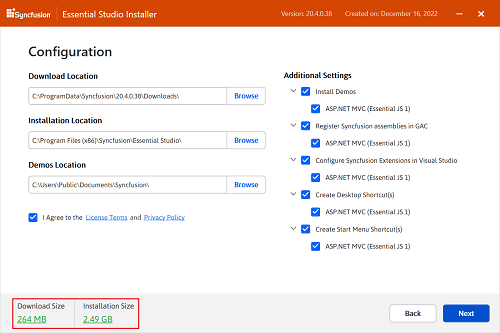 Syncfusion Essential Studio Installer Version: 20.4.0.38 Created on: December 16, 2022
Configuration
Download Location
C:\ProgramData\Syncfusion\20.4.0.38\Downloads\ Browse
Installation Location
C:\Program Files (x86)\Syncfusion\Essential Studio\ Browse
Demos Location
C:\Users\Public\Documents\Syncfusion\ Browse
I Agree to the License Terms and Privacy Policy
Additional Settings
Install Demos
ASP.NET MVC (Essential JS 1)
Register Syncfusion assemblies in GAC
ASP.NET MVC (Essential JS 1)
Configure Syncfusion Extensions in Visual Studio
ASP.NET MVC (Essential JS 1)
Create Desktop Shortcut(s)
ASP.NET MVC (Essential JS 1)
Create Start Menu Shortcut(s)
ASP.NET MVC (Essential JS 1)
Download Size Installation Size
264 MB 2.49 GB
Back Next